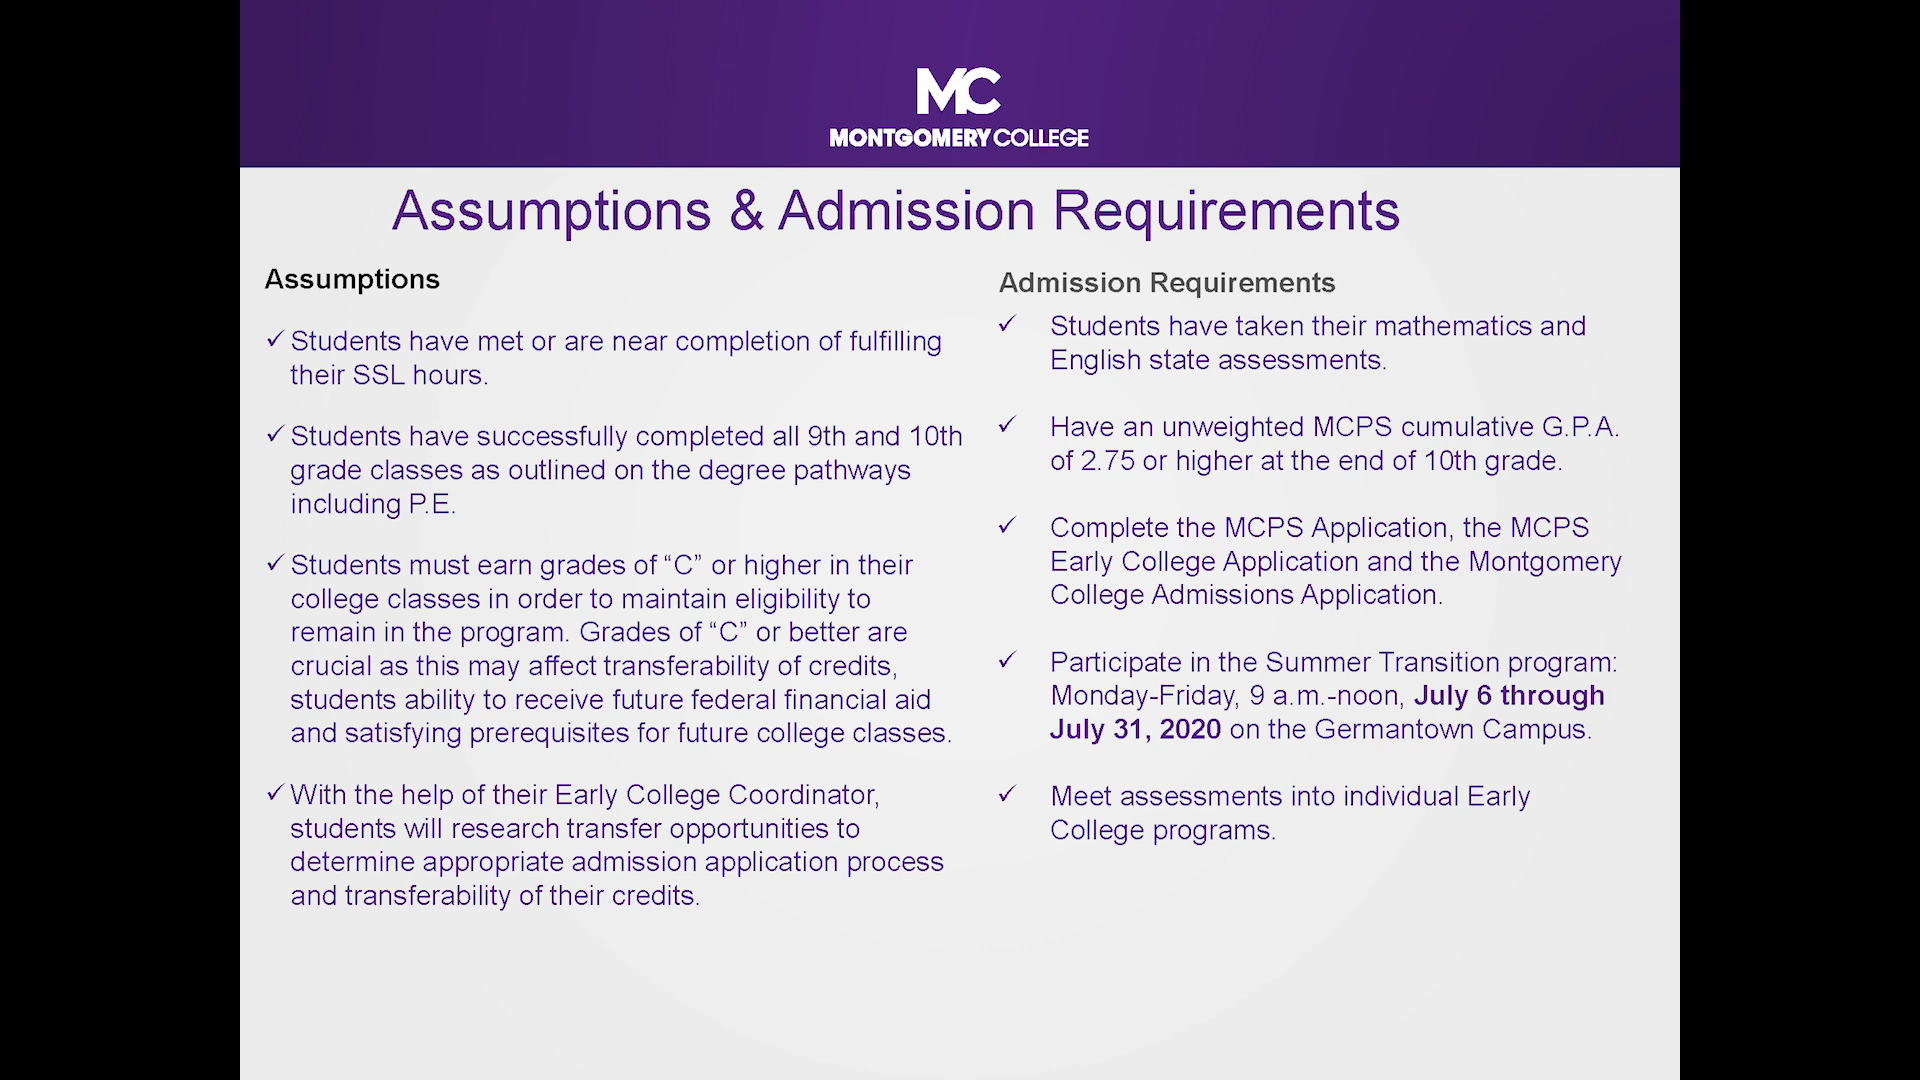 MC
MONTGOMERY COLLEGE
Assumptions & Admission Requirements
Assumptions
✓ Students have met or are near completion of fulfilling
their SSL hours.
✓ Students have successfully completed all 9th and 10th
grade classes as outlined on the degree pathways
including P.E.
✓ Students must earn grades of “C” or higher in their
college classes in order to maintain eligibility to
remain in the program. Grades of “C” or better are
crucial as this may affect transferability of credits,
students ability to receive future federal financial aid
and satisfying prerequisites for future college classes.
✓ With the help of their Early College Coordinator,
students will research transfer opportunities to
determine appropriate admission application process
and transferability of their credits.
Admission Requirements
✓ Students have taken their mathematics and
English state assessments.
✓ Have an unweighted MCPS cumulative G.P.A.
of 2.75 or higher at the end of 10th grade.
✓ Complete the MCPS Application, the MCPS
Early College Application and the Montgomery
College Admissions Application.
✓ Participate in the Summer Transition program:
Monday-Friday, 9 a.m.-noon, July 6 through
July 31, 2020 on the Germantown Campus.
✓ Meet assessments into individual Early
College programs.